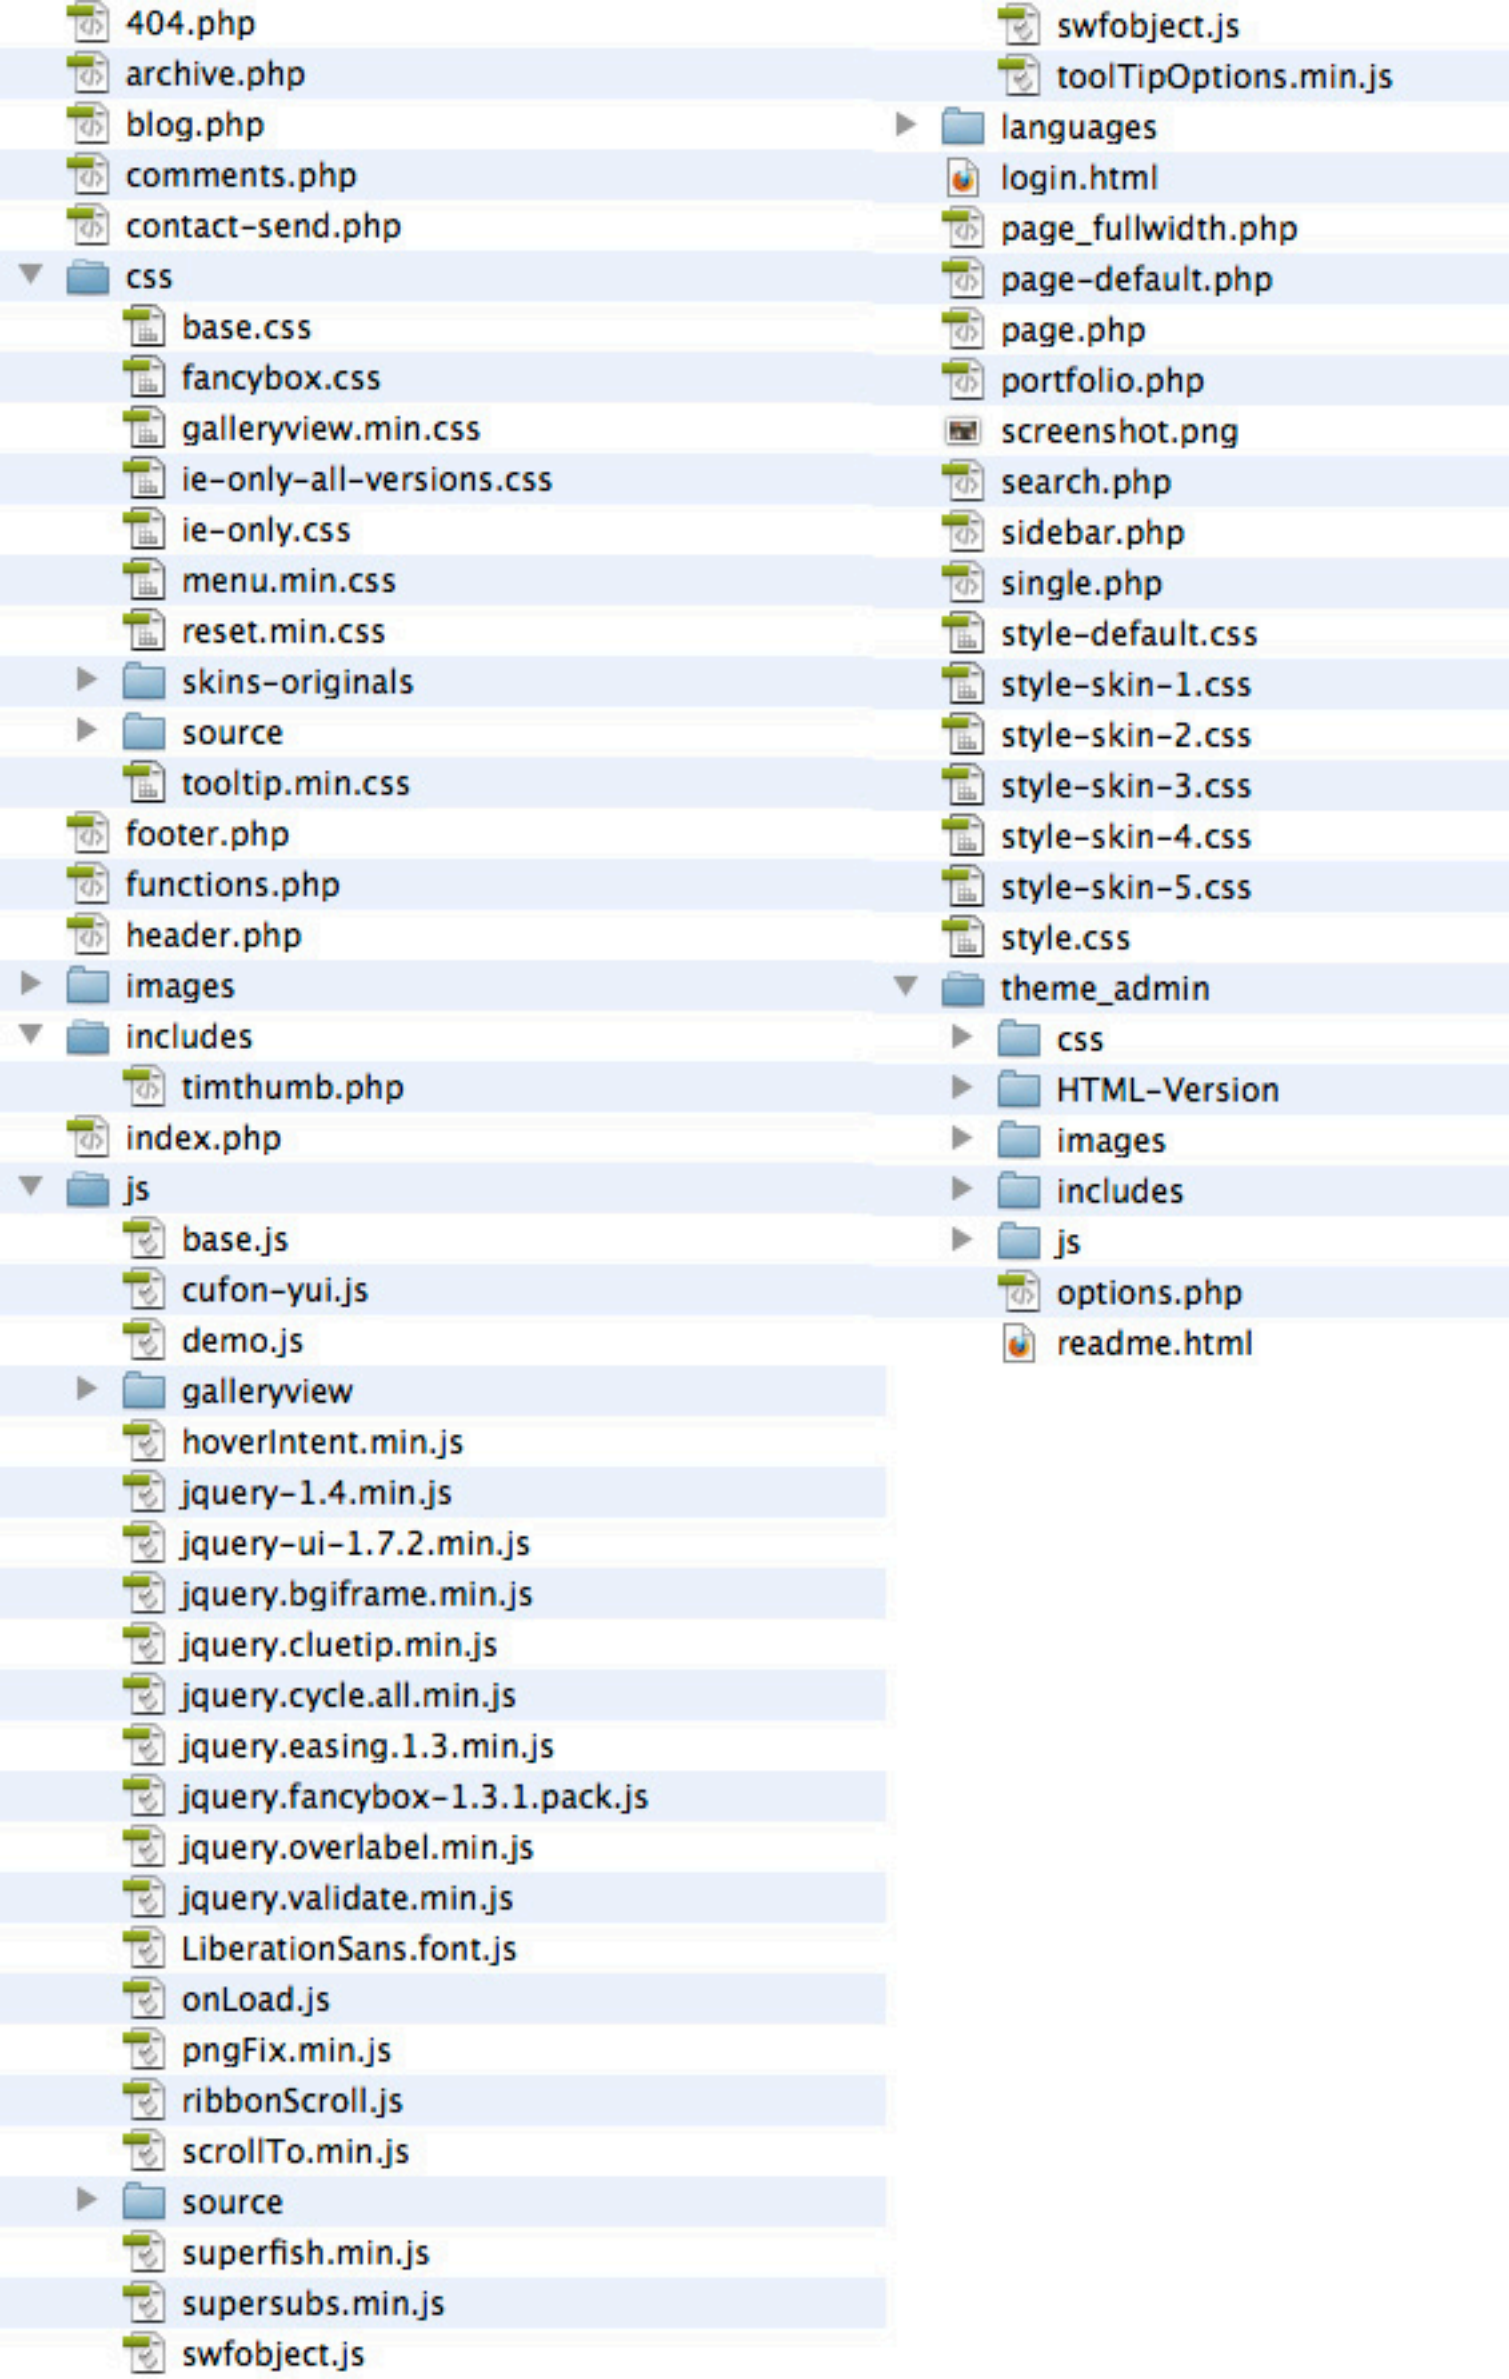 404.php
archive.php
blog.php
comments.php
contact-send.php
css
base.css
fancybox.css
galleryview.min.css
ie-only-all-versions.css
ie-only.css
menu.min.css
reset.min.css
skins-originals
source
tooltip.min.css
footer.php
functions.php
header.php
images
includes
timthumb.php
index.php
js
base.js
cufon-yui.js
demo.js
galleryview
hoverIntent.min.js
jquery-1.4.min.js
jquery-ui-1.7.2.min.js
jquery.bgiframe.min.js
jquery.cluetip.min.js
jquery.cycle.all.min.js
jquery.easing.1.3.min.js
jquery.fancybox-1.3.1.pack.js
jquery.overlabel.min.js
jquery.validate.min.js
LiberationSans.font.js
onLoad.js
pngFix.min.js
ribbonScroll.js
scrollTo.min.js
source
superfish.min.js
supersubs.min.js
swfobject.js
swfobject.js
toolTipOptions.min.js
languages
login.html
page_fullwidth.php
page-default.php
page.php
portfolio.php
screenshot.png
search.php
sidebar.php
single.php
style-default.css
style-skin-1.css
style-skin-2.css
style-skin-3.css
style-skin-4.css
style-skin-5.css
style.css
theme_admin
css
HTML-Version
images
includes
js
options.php
readme.html